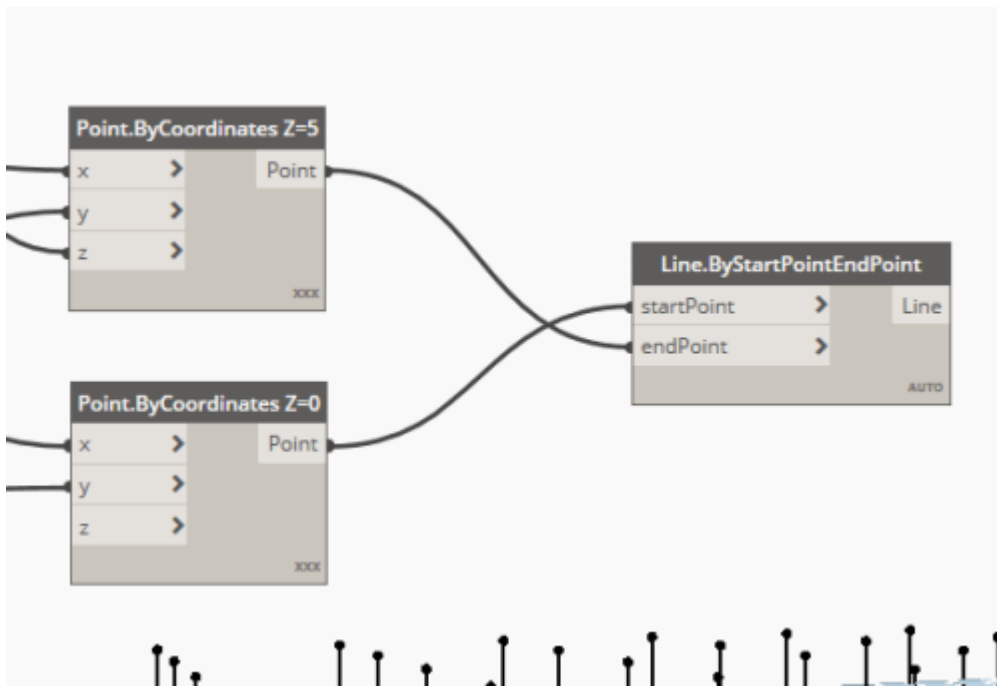 Point.ByCoordinates Z=5
x > Point
y >
z >
xxx
Line.ByStartPointEndPoint
startPoint > Line
endPoint >
AUTO
Point.ByCoordinates Z=0
x > Point
y >
z >
xxx